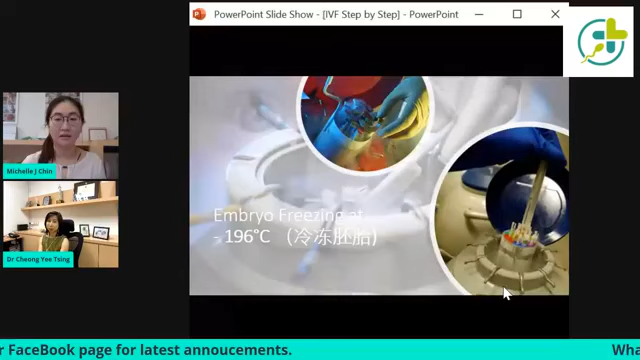 PowerPoint Slide Show - [IVF Step by Step] - PowerPoint
Michelle J Chin
Dr Cheong Yee Tsing
Embryo Freezing at
- 196°C (冷冻胚胎)
r FaceBook page for latest annoucements.
Wha